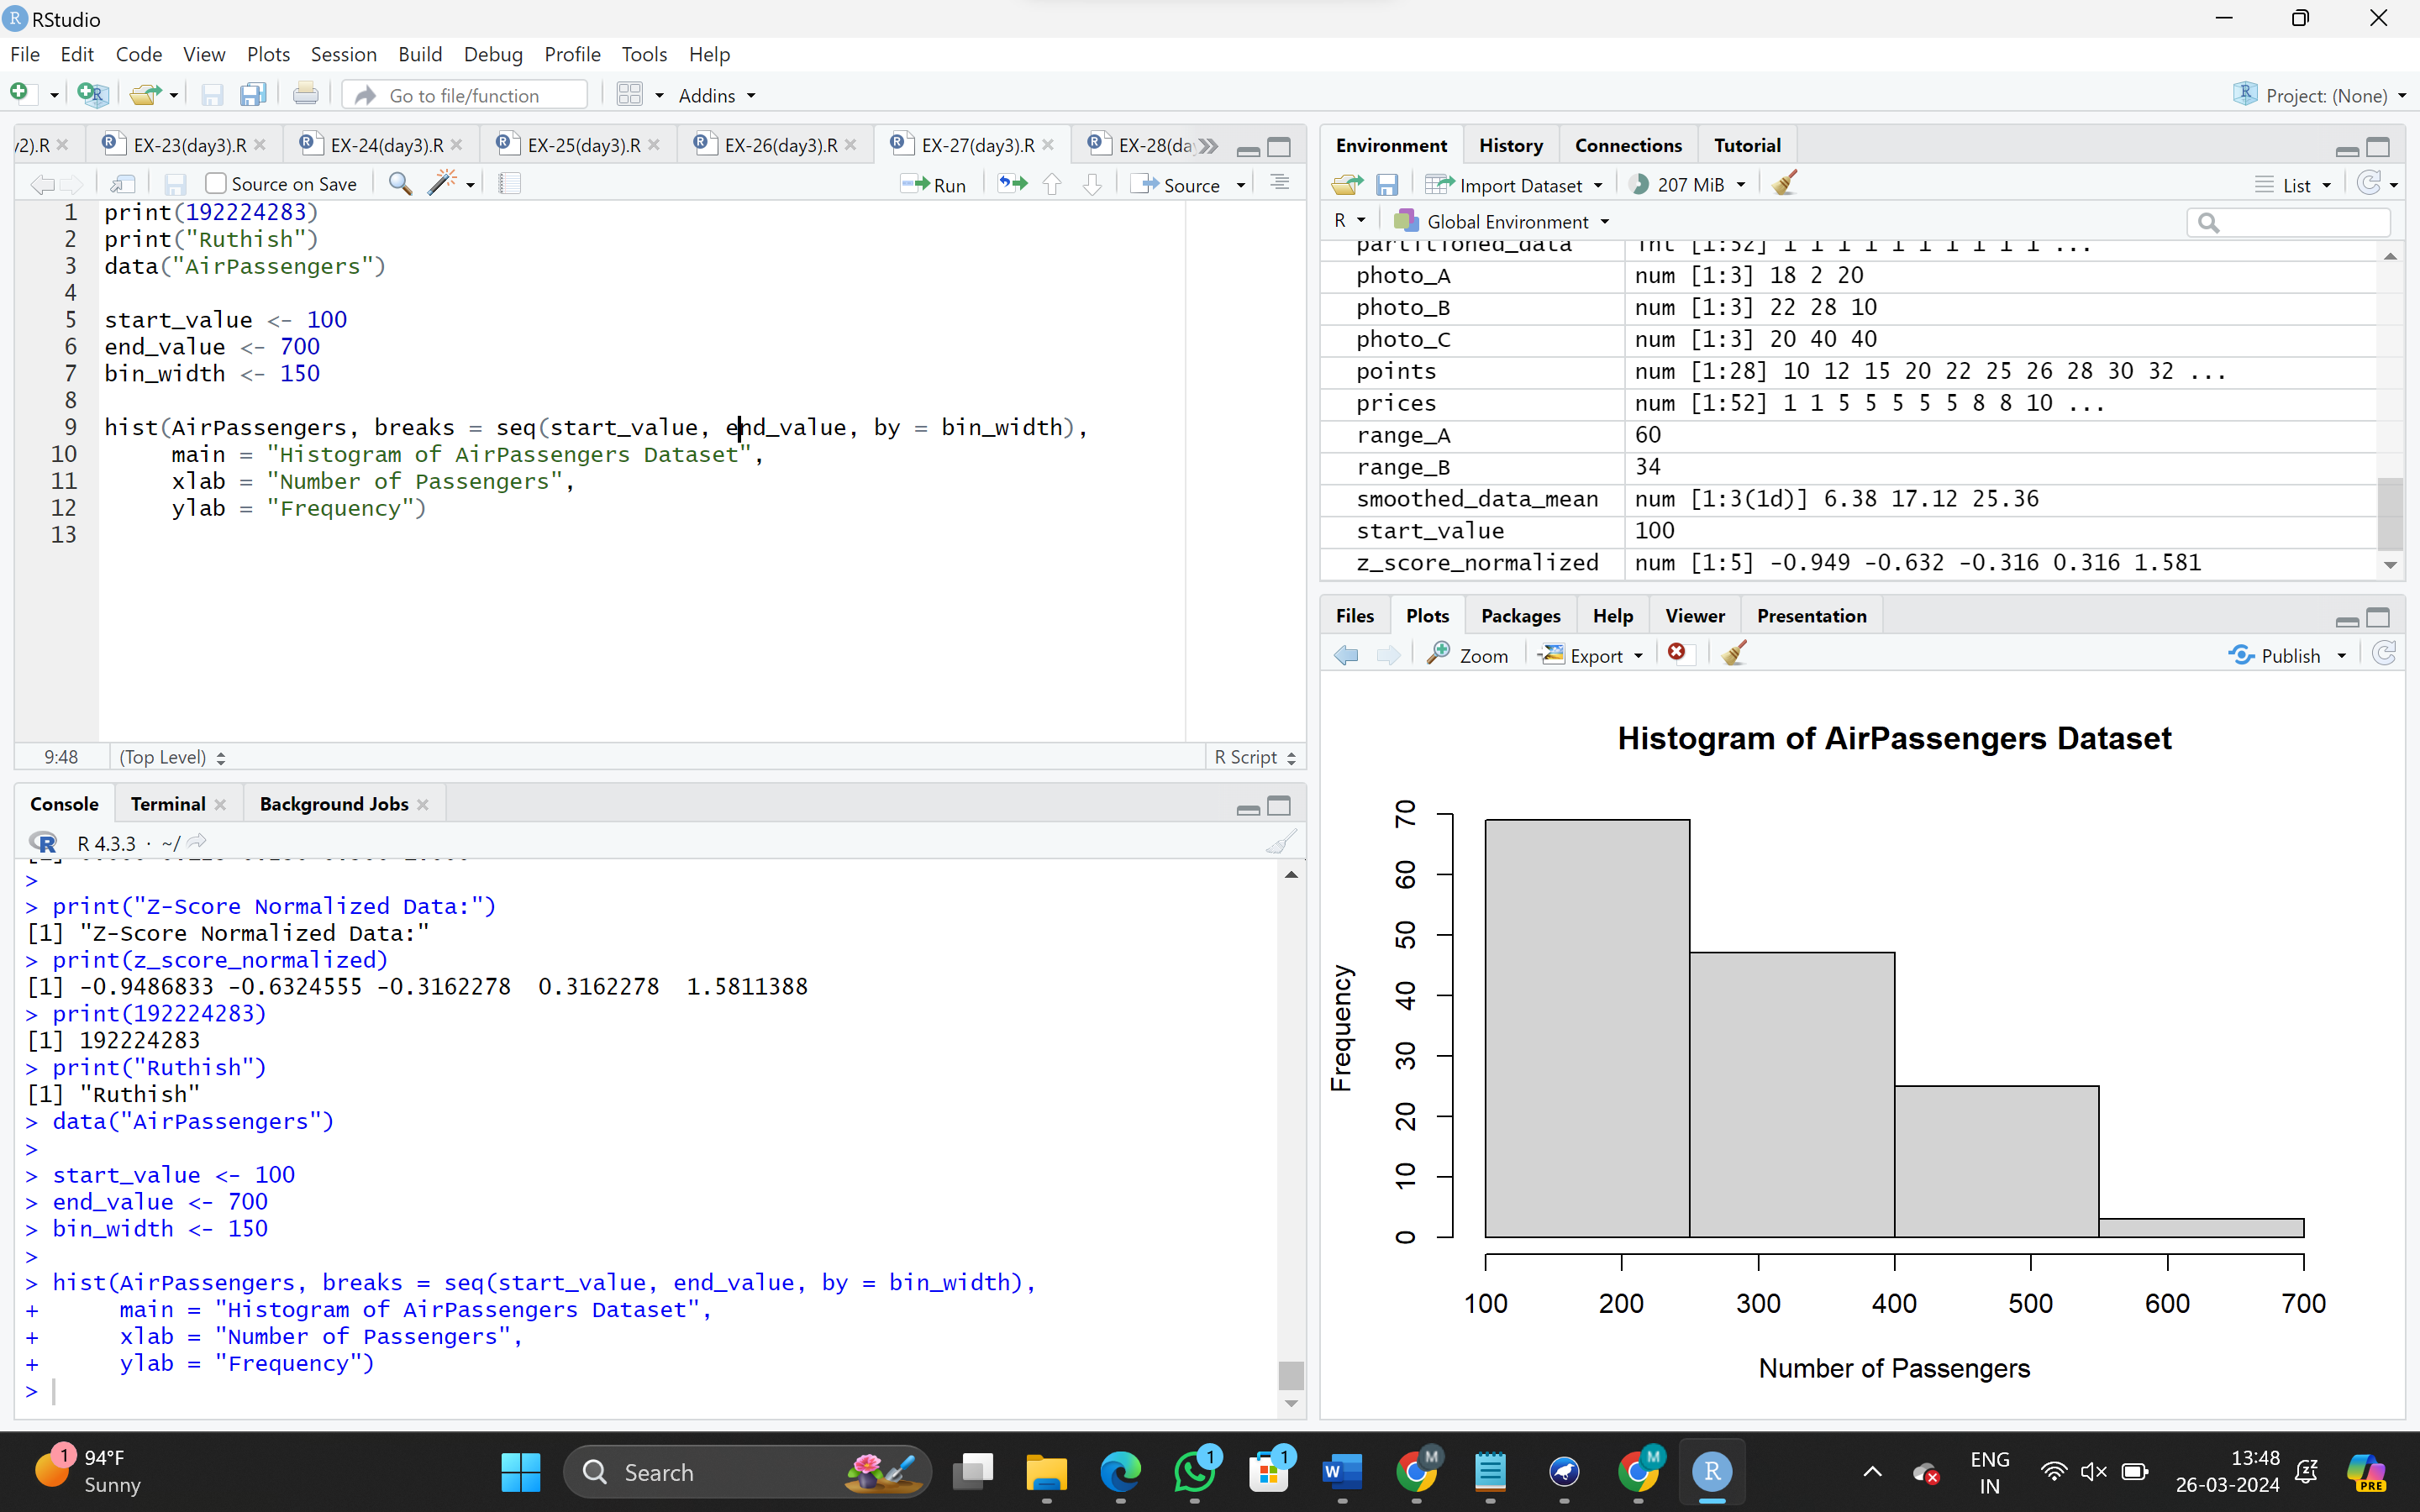 RStudio
File Edit Code View Plots Session Build Debug Profile Tools Help
Go to file/function Addins Project: (None)
/2).R EX-23(day3).R EX-24(day3).R EX-25(day3).R EX-26(day3).R EX-27(day3).R EX-28(da
Source on Save Run Source
1 print(192224283)
2 print("Ruthish")
3 data("AirPassengers")
4
5 start_value <- 100
6 end_value <- 700
7 bin_width <- 150
8
9 hist(AirPassengers, breaks = seq(start_value, end_value, by = bin_width),
10 main = "Histogram of AirPassengers Dataset",
11 xlab = "Number of Passengers",
12 ylab = "Frequency")
13
9:48 (Top Level) R Script
Console Terminal Background Jobs
R 4.3.3 · ~/
>
> print("Z-Score Normalized Data:")
[1] "Z-Score Normalized Data:"
> print(z_score_normalized)
[1] -0.9486833 -0.6324555 -0.3162278 0.3162278 1.5811388
> print(192224283)
[1] 192224283
> print("Ruthish")
[1] "Ruthish"
> data("AirPassengers")
>
> start_value <- 100
> end_value <- 700
> bin_width <- 150
>
> hist(AirPassengers, breaks = seq(start_value, end_value, by = bin_width),
+ main = "Histogram of AirPassengers Dataset",
+ xlab = "Number of Passengers",
+ ylab = "Frequency")
>
Environment History Connections Tutorial
Import Dataset 207 MiB List
R Global Environment
partitioned_data int [1:52] 1 1 1 1 1 1 1 1 1 1 ...
photo_A num [1:3] 18 2 20
photo_B num [1:3] 22 28 10
photo_C num [1:3] 20 40 40
points num [1:28] 10 12 15 20 22 25 26 28 30 32 ...
prices num [1:52] 1 1 5 5 5 5 5 8 8 10 ...
range_A 60
range_B 34
smoothed_data_mean num [1:3(1d)] 6.38 17.12 25.36
start_value 100
z_score_normalized num [1:5] -0.949 -0.632 -0.316 0.316 1.581
Files Plots Packages Help Viewer Presentation
Zoom Export Publish
Histogram of AirPassengers Dataset
Frequency
70
60
50
40
30
20
10
0
100 200 300 400 500 600 700
Number of Passengers
1 94°F
Sunny
Search
1
1
W
M
M
R
ENG
IN
13:48
26-03-2024
PRE